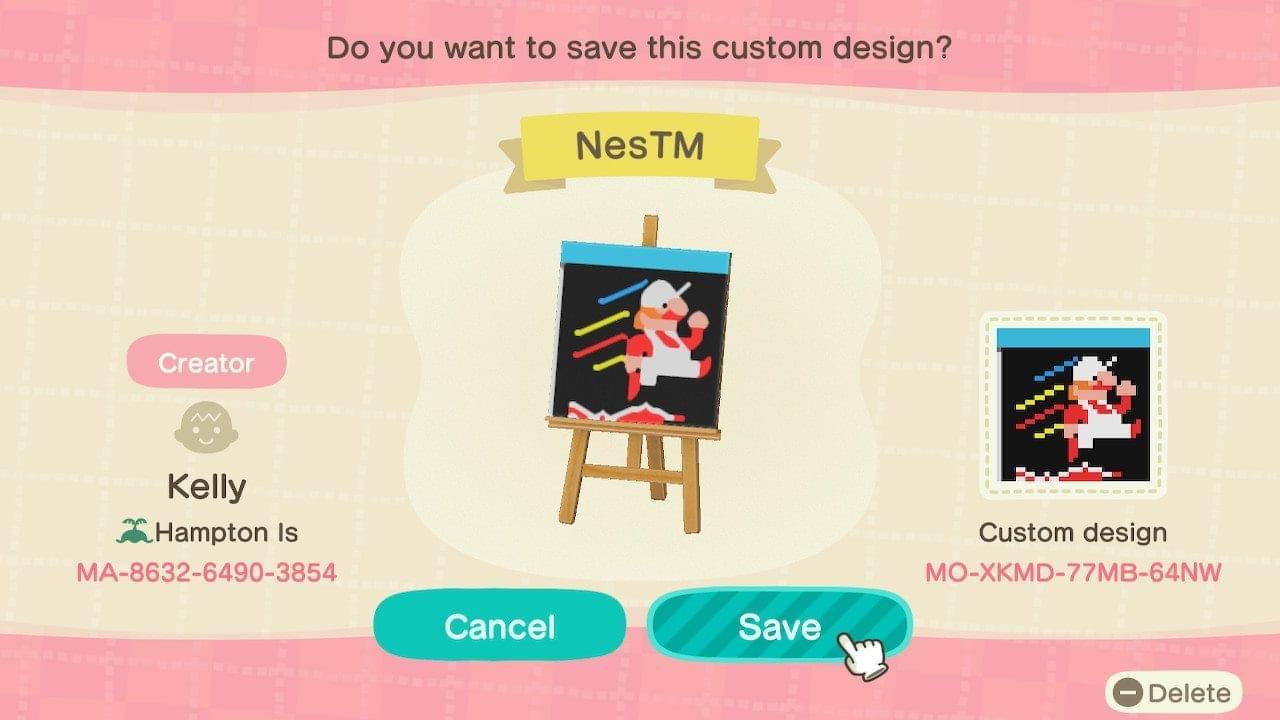 Do you want to save this custom design?
NesTM
Creator
Kelly
Hampton Is
MA-8632-6490-3854
Custom design
MO-XKMD-77MB-64NW
Cancel
Save
Delete